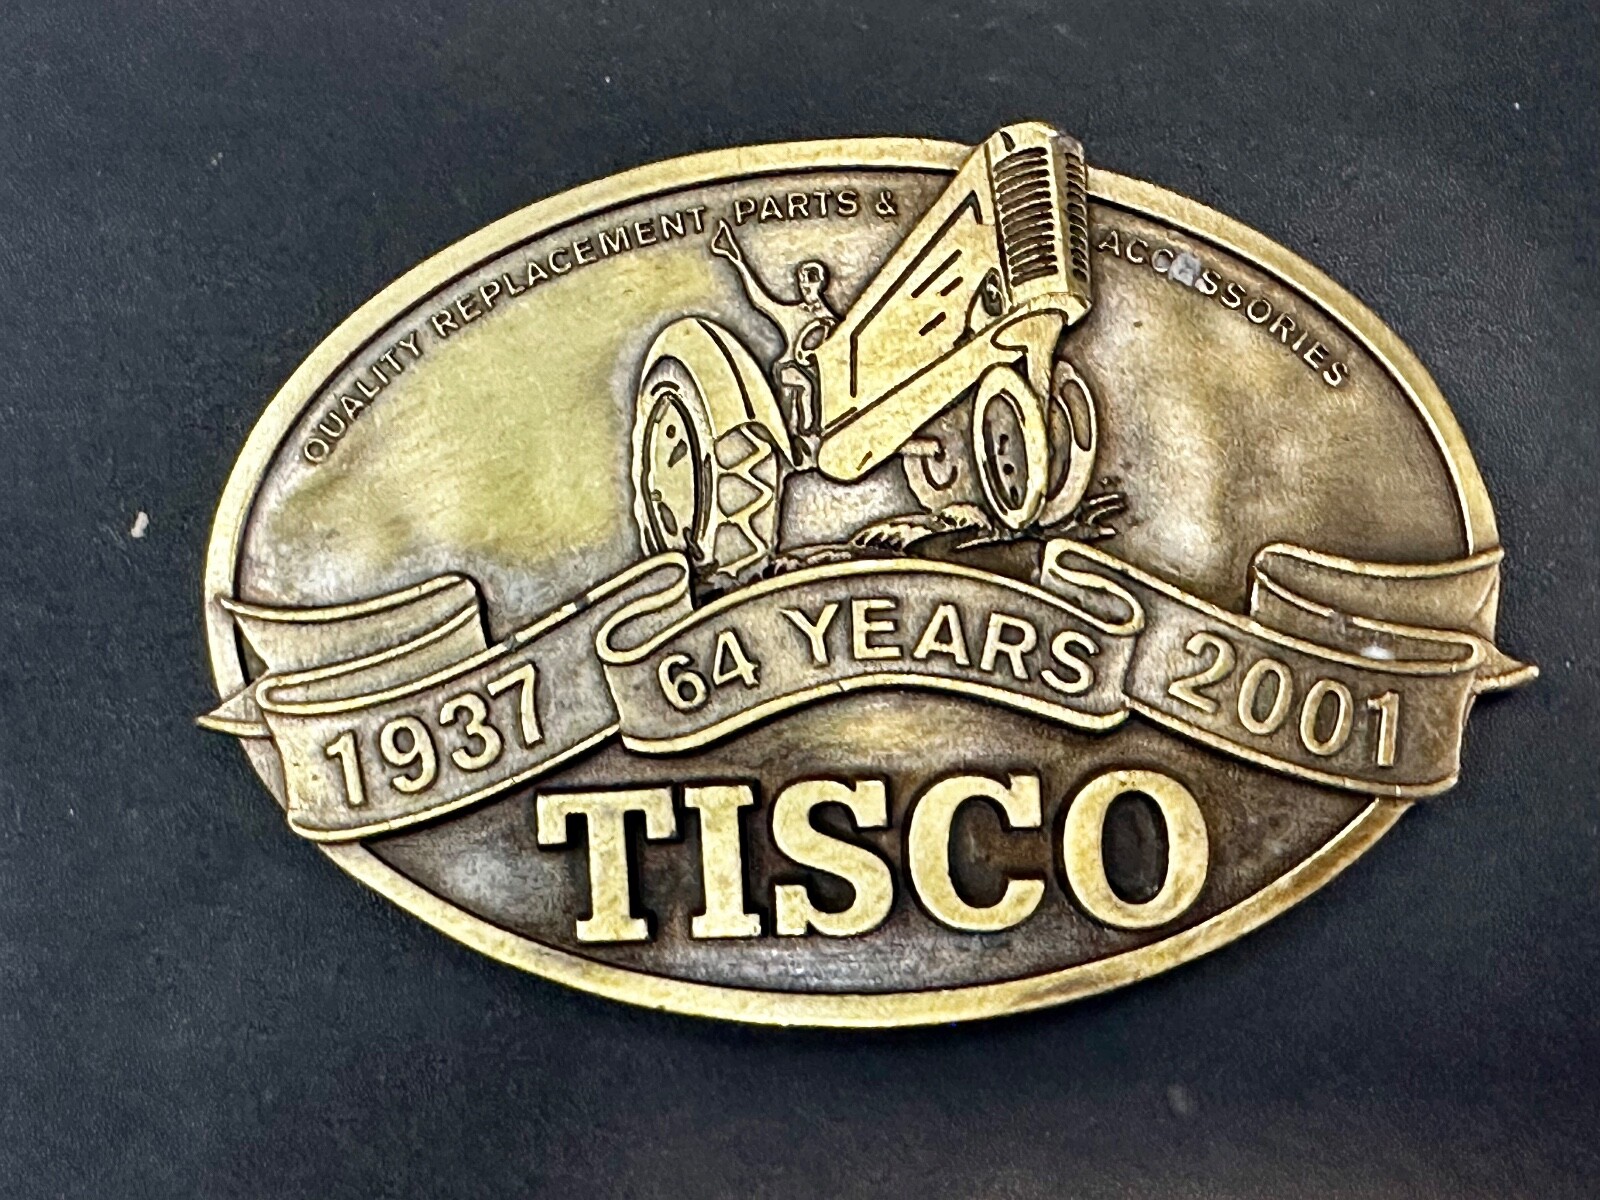 QUALITY REPLACEMENT PARTS & ACCESSORIES
1937 64 YEARS 2001
TISCO